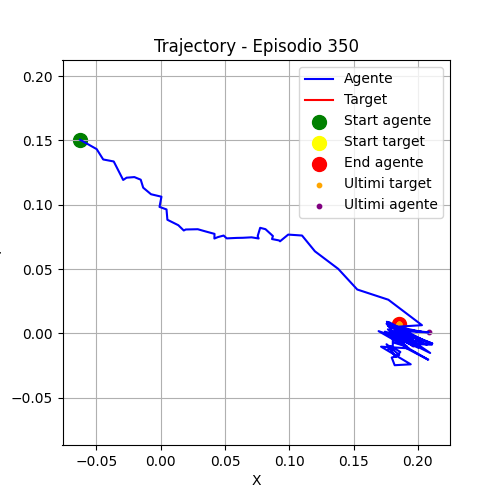 Trajectory - Episodio 350
0.20
0.15
0.10
0.05
0.00
−0.05
Agente
Target
Start agente
Start target
End agente
Ultimi target
Ultimi agente
−0.05
0.00
0.05
0.10
0.15
0.20
X